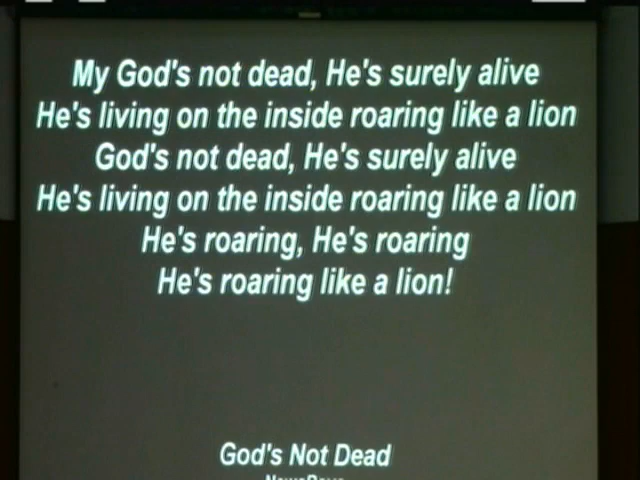 My God's not dead, He's surely alive
He's living on the inside roaring like a lion
God's not dead, He's surely alive
He's living on the inside roaring like a lion
He's roaring, He's roaring
He's roaring like a lion!
God's Not Dead